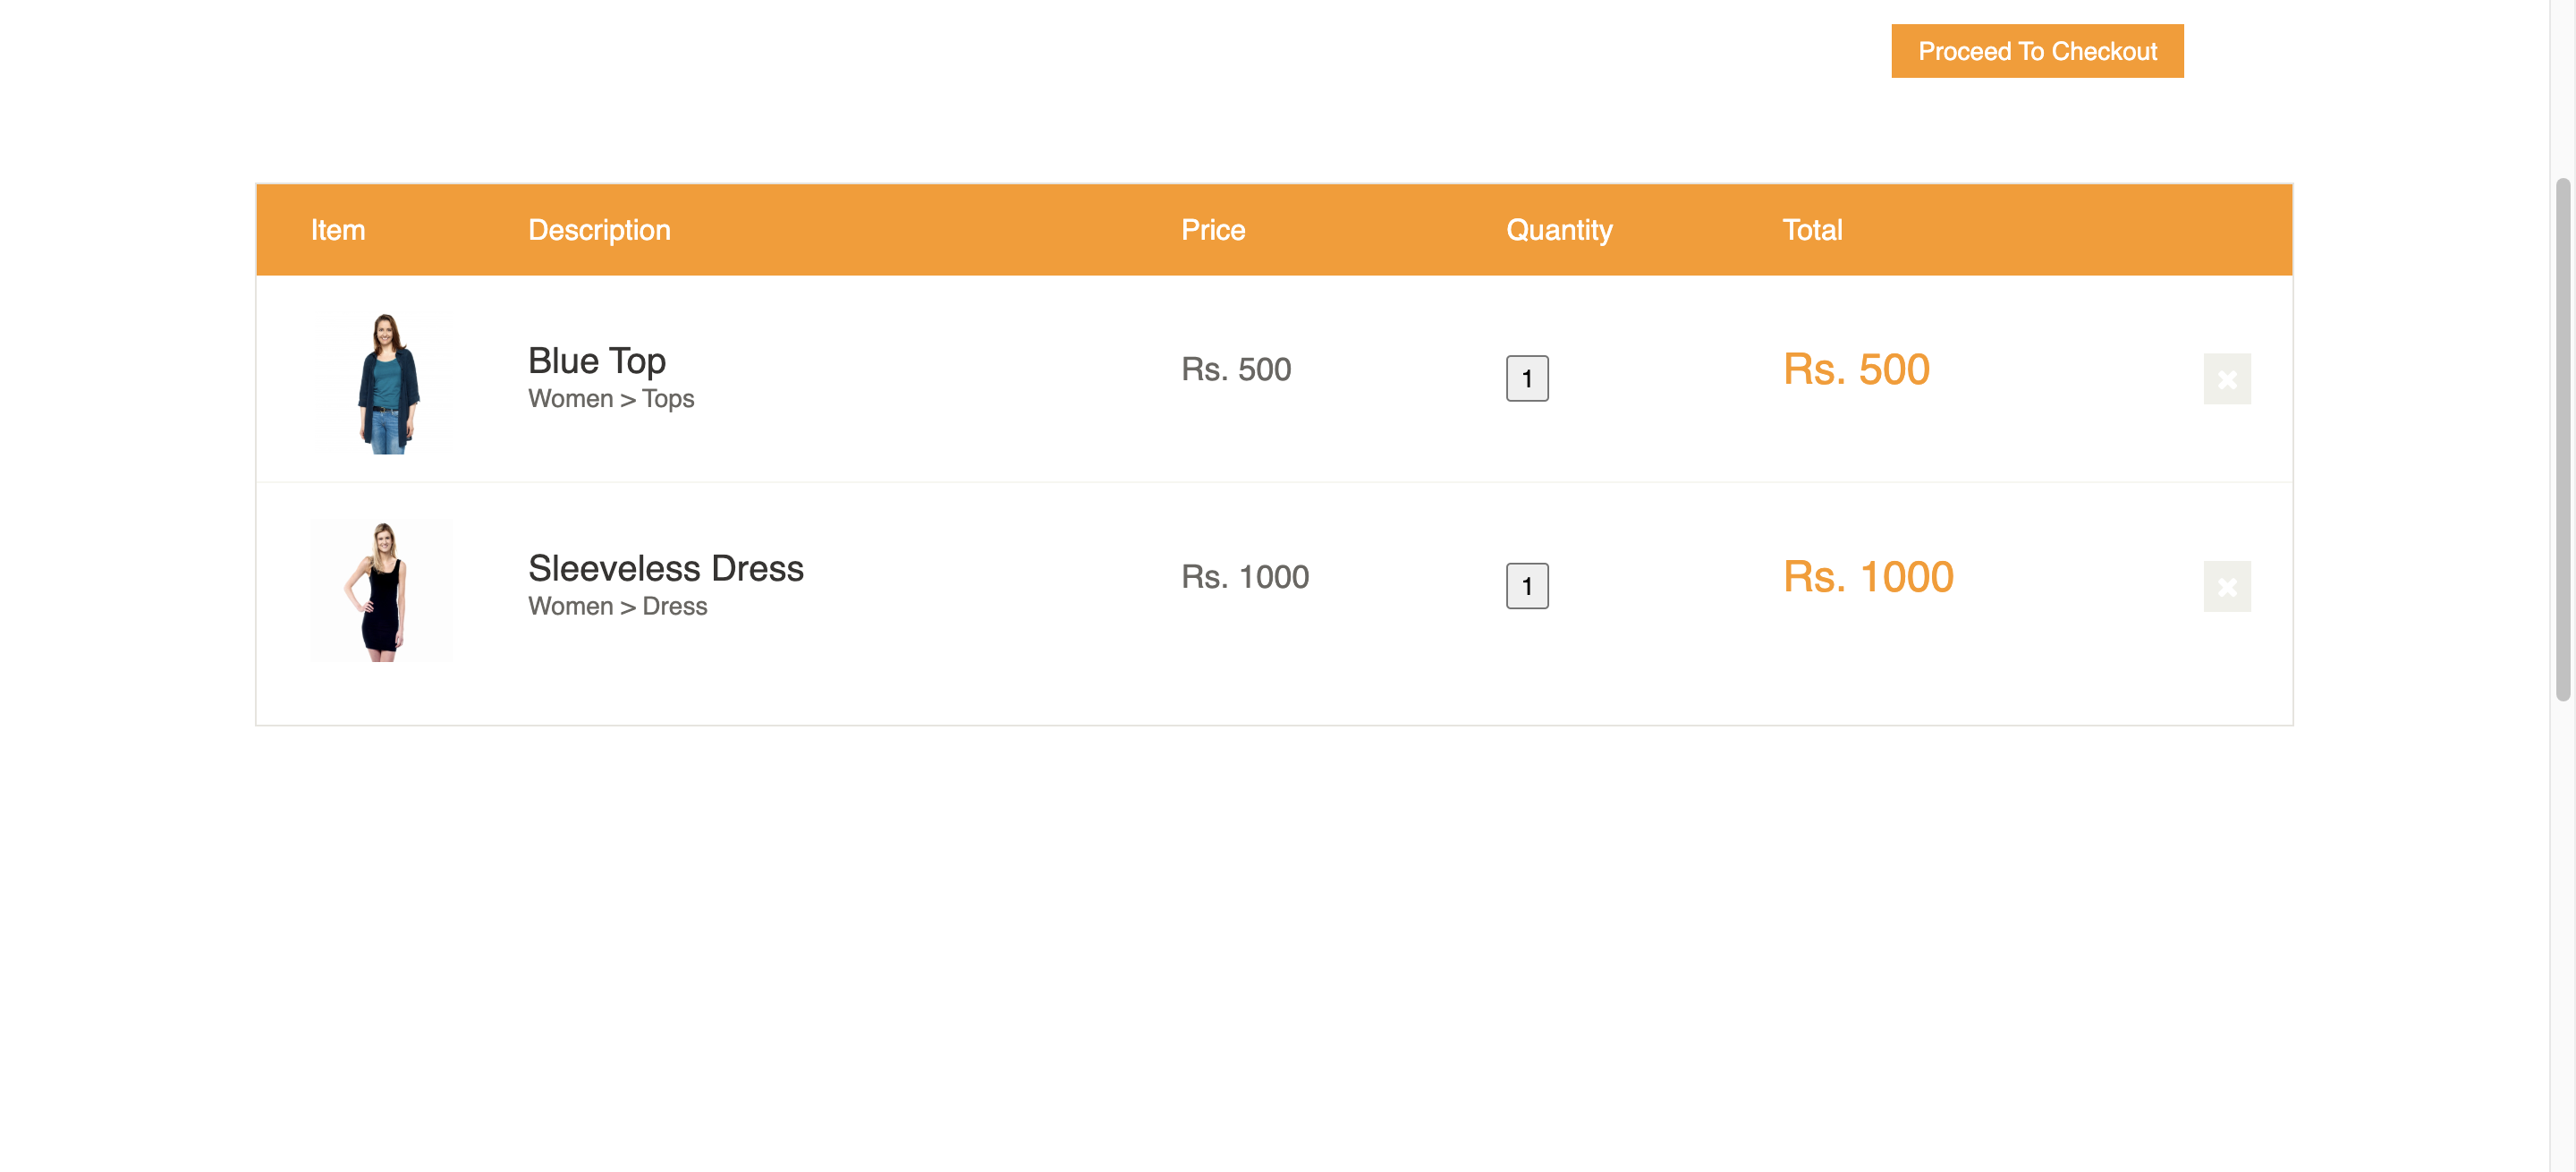 Proceed To Checkout
Item Description Price Quantity Total
Blue Top
Women > Tops
Rs. 500
1
Rs. 500
Sleeveless Dress
Women > Dress
Rs. 1000
1
Rs. 1000